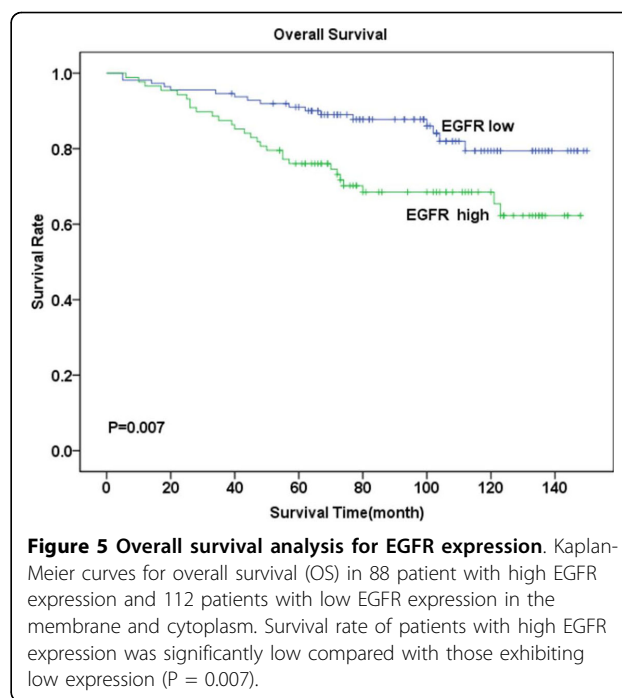 Overall Survival
1.0
0.8
0.6
0.4
0.2
0.0
Survival Rate
EGFR low
EGFR high
P=0.007
0 20 40 60 80 100 120 140
Survival Time(month)
Figure 5 Overall survival analysis for EGFR expression. Kaplan-
Meier curves for overall survival (OS) in 88 patient with high EGFR
expression and 112 patients with low EGFR expression in the
membrane and cytoplasm. Survival rate of patients with high EGFR
expression was significantly low compared with those exhibiting
low expression (P = 0.007).